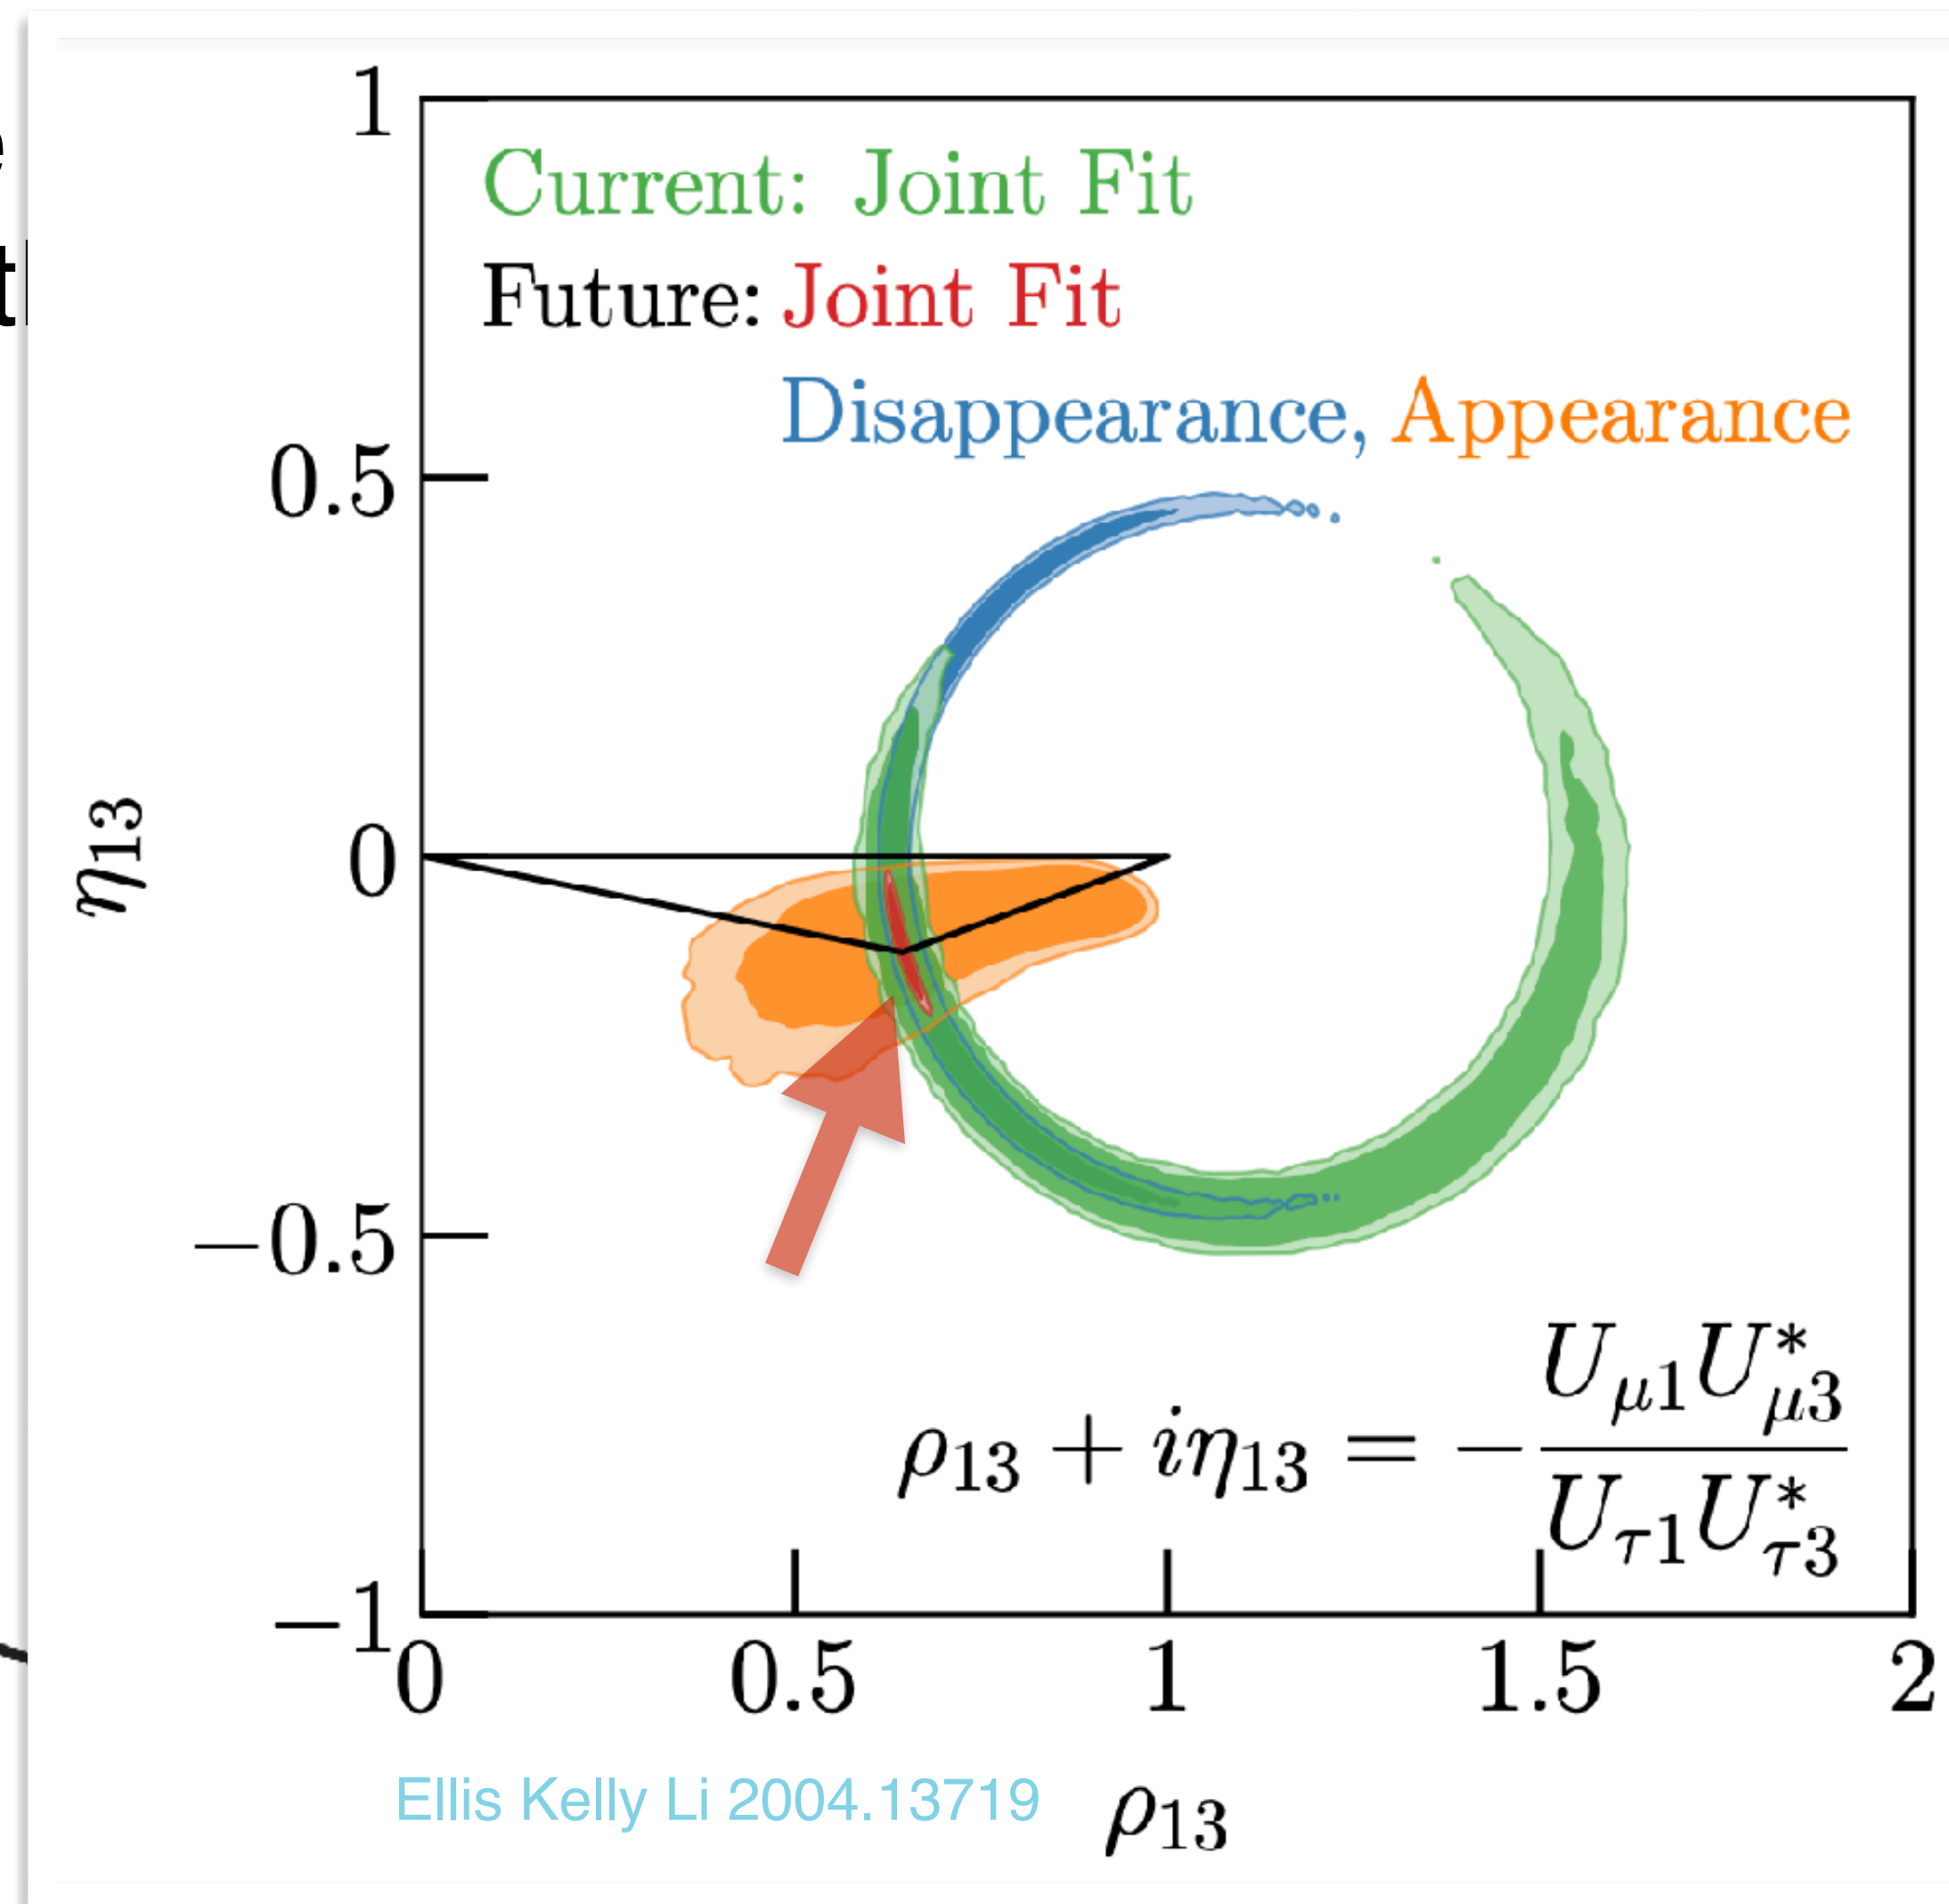 1
Current: Joint Fit
Future: Joint Fit
Disappearance, Appearance
0.5
η13
0
−0.5
ρ13 + iη13 = − Uμ1U*μ3 / Uτ1U*τ3
−1
0 0.5 1 1.5 2
Ellis Kelly Li 2004.13719
ρ13